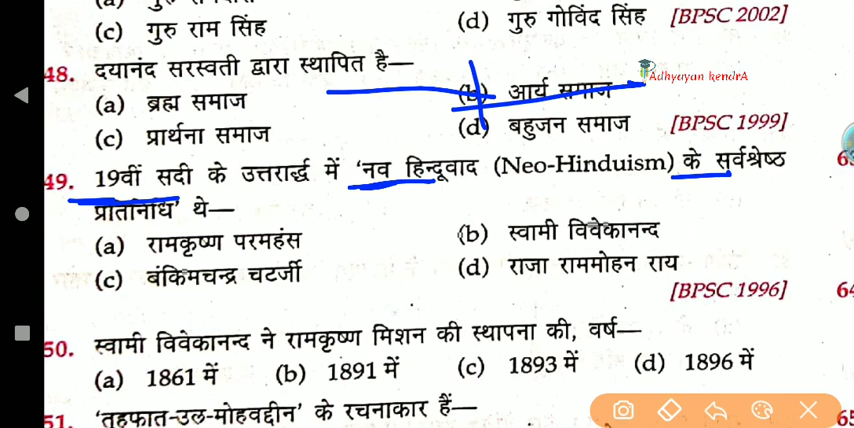 (c) गुरु राम सिंह (d) गुरु गोविंद सिंह [BPSC 2002]
48. दयानंद सरस्वती द्वारा स्थापित है—
Adhyayan kendrA
(a) ब्रह्म समाज (b) आर्य समाज
(c) प्रार्थना समाज (d) बहुजन समाज [BPSC 1999]
49. 19वीं सदी के उत्तरार्द्ध में 'नव हिन्दूवाद (Neo-Hinduism) के सर्वश्रेष्ठ
प्रतिनिधि' थे—
(a) रामकृष्ण परमहंस (b) स्वामी विवेकानन्द
(c) बंकिमचन्द्र चटर्जी (d) राजा राममोहन राय
[BPSC 1996]
50. स्वामी विवेकानन्द ने रामकृष्ण मिशन की स्थापना की, वर्ष—
(a) 1861 में (b) 1891 में (c) 1893 में (d) 1896 में
51. 'तुहफात-उल-मोहवद्दीन' के रचनाकार हैं—